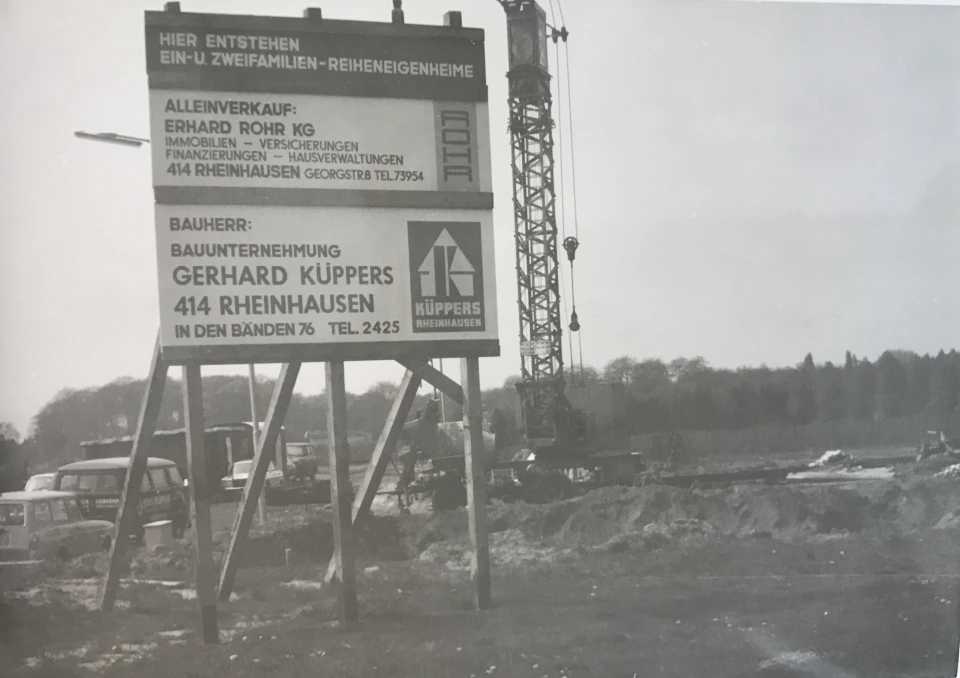 HIER ENTSTEHEN
EIN-U. ZWEIFAMILIEN-REIHENEIGENHEIME
ALLEINVERKAUF:
ERHARD ROHR KG
IMMOBILIEN – VERSICHERUNGEN
FINANZIERUNGEN – HAUSVERWALTUNGEN
414 RHEINHAUSEN GEORGSTR.8 TEL.73954
BAUHERR:
BAUUNTERNEHMUNG
GERHARD KÜPPERS
414 RHEINHAUSEN
IN DEN BÄNDEN 76 TEL. 2425
KÜPPERS
RHEINHAUSEN